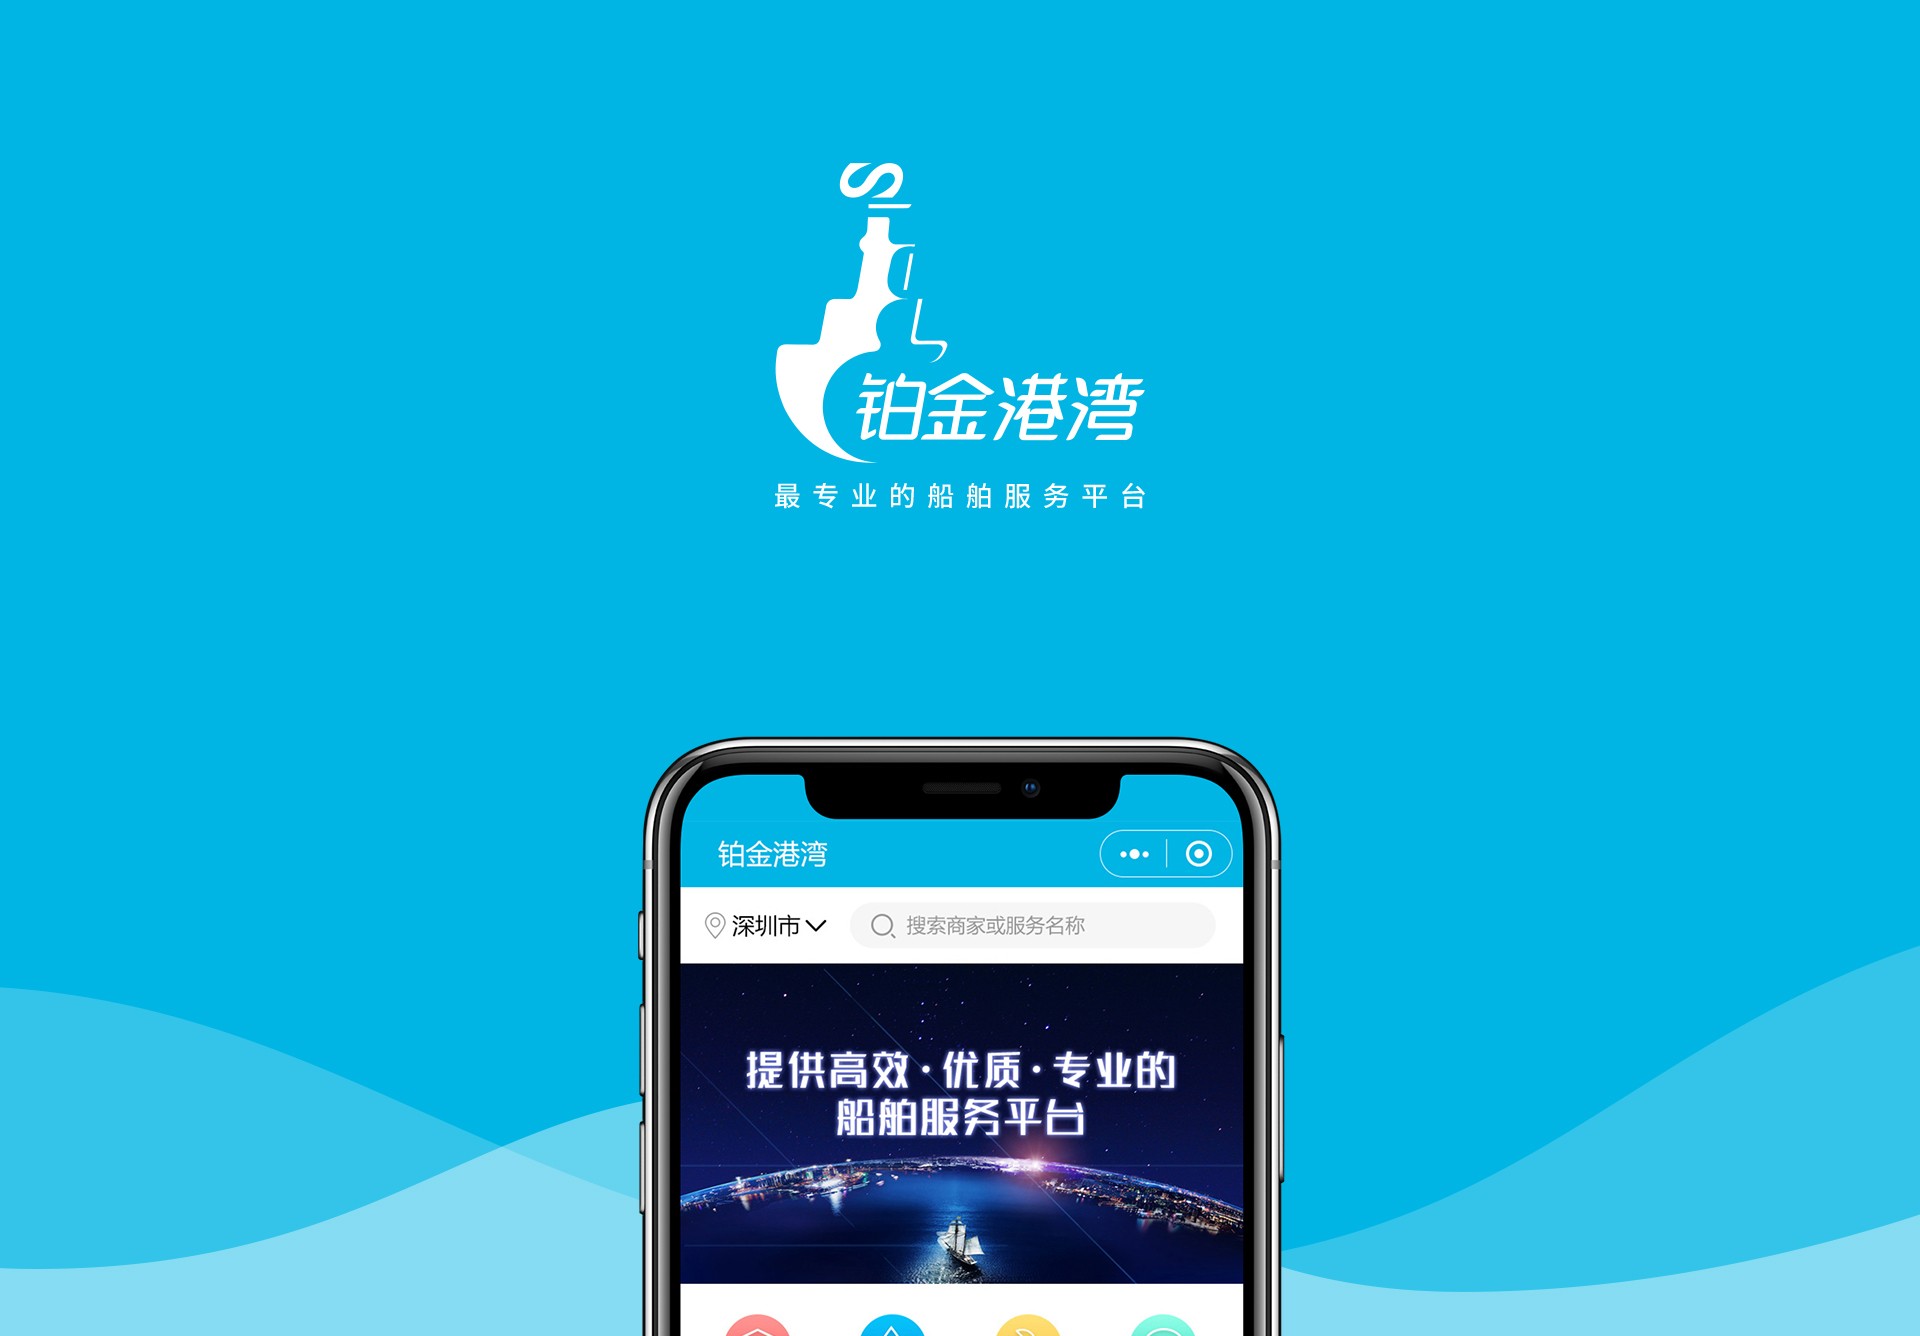 铂金港湾
最专业的船舶服务平台
铂金港湾
深圳市 搜索商家或服务名称
提供高效·优质·专业的
船舶服务平台